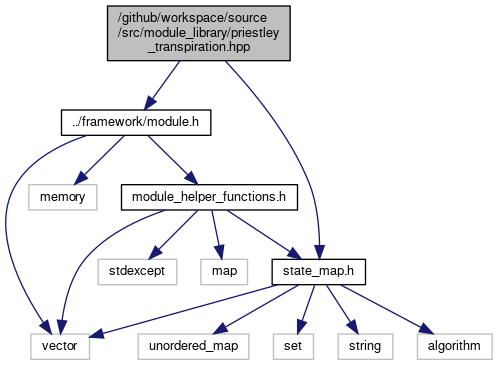 /github/workspace/source
/src/module_library/priestley
_transpiration.hpp
../framework/module.h
memory
module_helper_functions.h
stdexcept
map
state_map.h
vector
unordered_map
set
string
algorithm